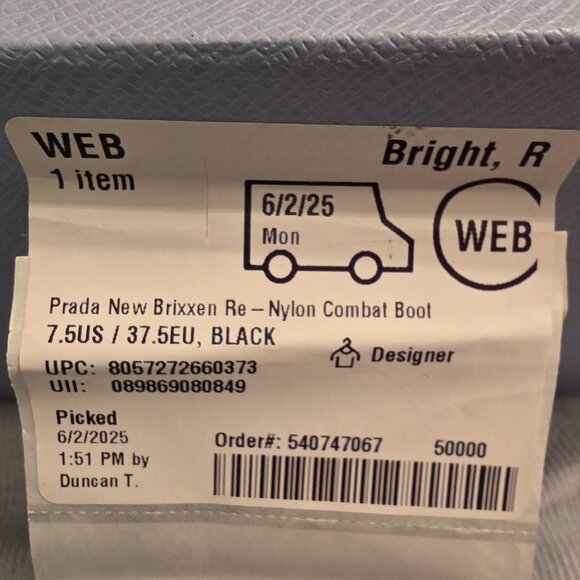 WEB
1 item
Bright, R
6/2/25
Mon
WEB
Prada New Brixxen Re – Nylon Combat Boot
7.5US / 37.5EU, BLACK
Designer
UPC: 8057272660373
UII: 089869080849
Picked
6/2/2025
1:51 PM by
Duncan T.
Order#: 540747067 50000